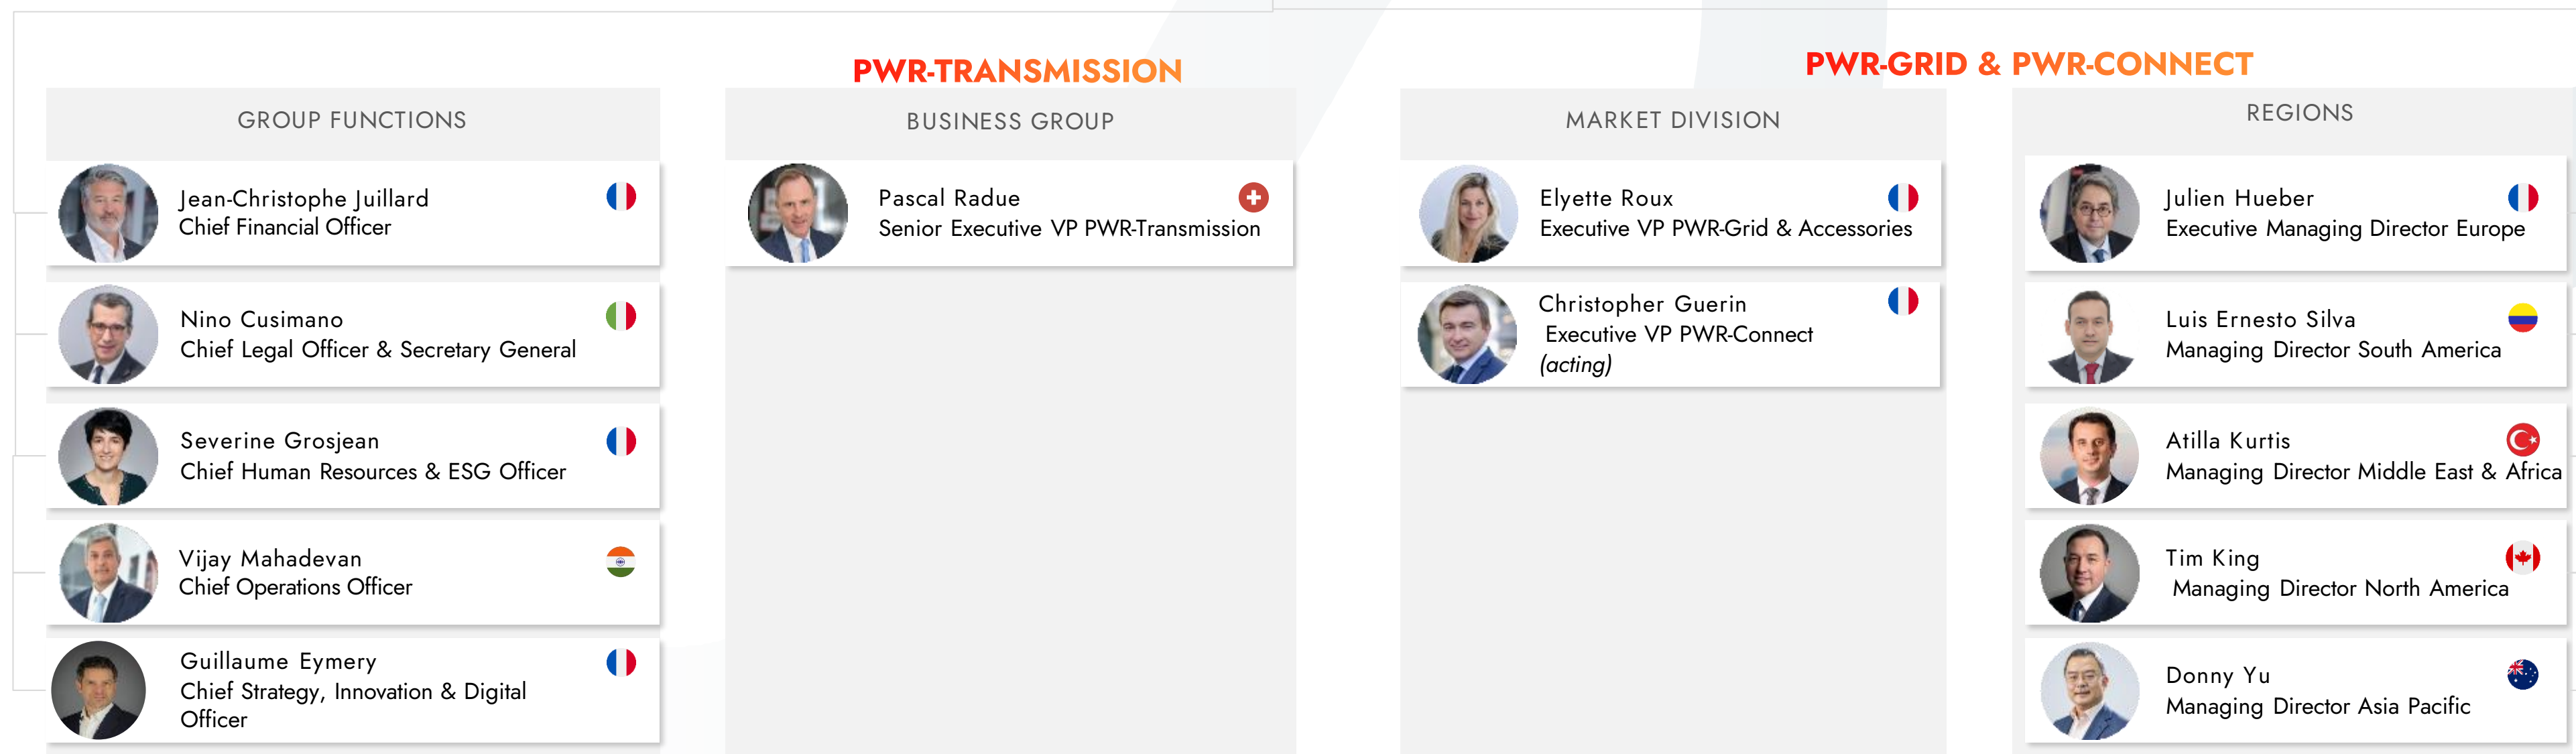 PWR-TRANSMISSION
PWR-GRID & PWR-CONNECT
GROUP FUNCTIONS
Jean-Christophe Juillard
Chief Financial Officer
Nino Cusimano
Chief Legal Officer & Secretary General
Severine Grosjean
Chief Human Resources & ESG Officer
Vijay Mahadevan
Chief Operations Officer
Guillaume Eymery
Chief Strategy, Innovation & Digital
Officer
BUSINESS GROUP
Pascal Radue
Senior Executive VP PWR-Transmission
MARKET DIVISION
Elyette Roux
Executive VP PWR-Grid & Accessories
Christopher Guerin
Executive VP PWR-Connect
(acting)
REGIONS
Julien Hueber
Executive Managing Director Europe
Luis Ernesto Silva
Managing Director South America
Atilla Kurtis
Managing Director Middle East & Africa
Tim King
Managing Director North America
Donny Yu
Managing Director Asia Pacific